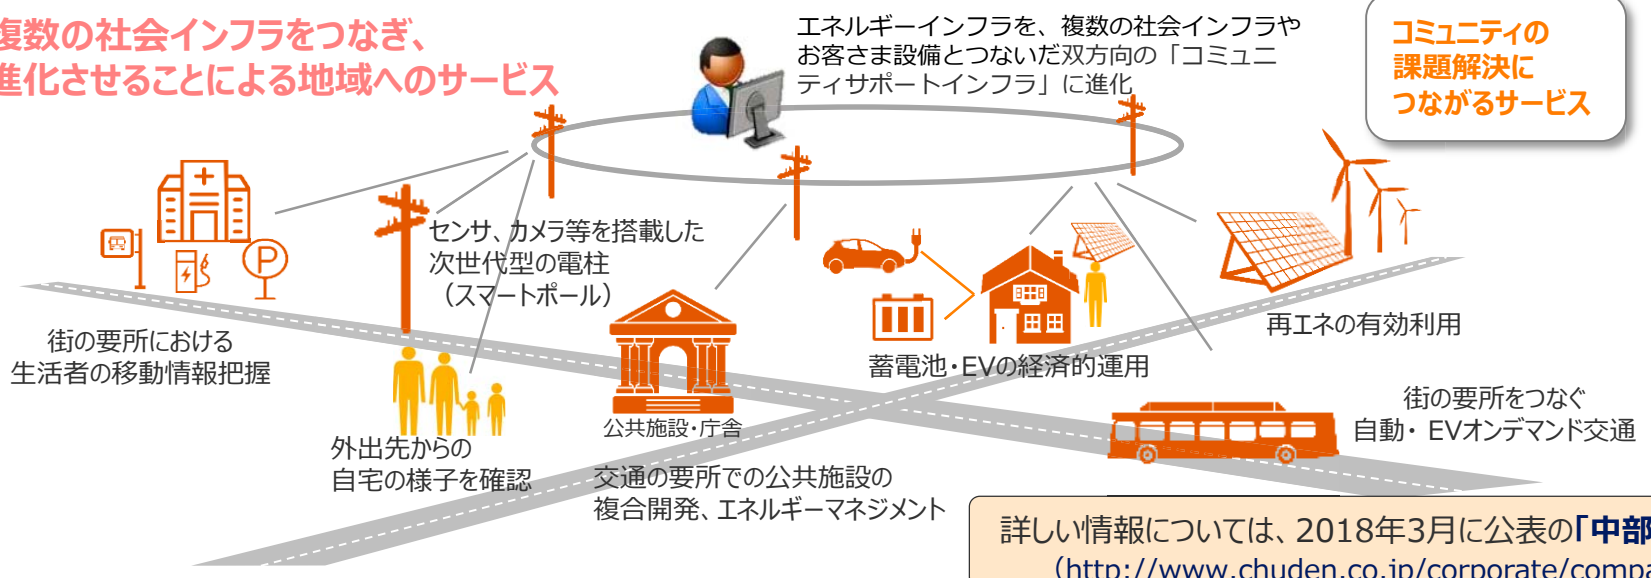 複数の社会インフラをつなぎ、
進化させることによる地域へのサービス
エネルギーインフラを、複数の社会インフラや
お客さま設備とつないだ双方向の「コミュニ
ティサポートインフラ」に進化
コミュニティの
課題解決に
つながるサービス
センサ、カメラ等を搭載した
次世代型の電柱
（スマートポール）
P
街の要所における
生活者の移動情報把握
外出先からの
自宅の様子を確認
公共施設・庁舎
交通の要所での公共施設の
複合開発、エネルギーマネジメント
蓄電池・EVの経済的運用
再エネの有効利用
街の要所をつなぐ
自動・ EVオンデマンド交通
詳しい情報については、2018年3月に公表の「中部
（http://www.chuden.co.jp/corporate/compa